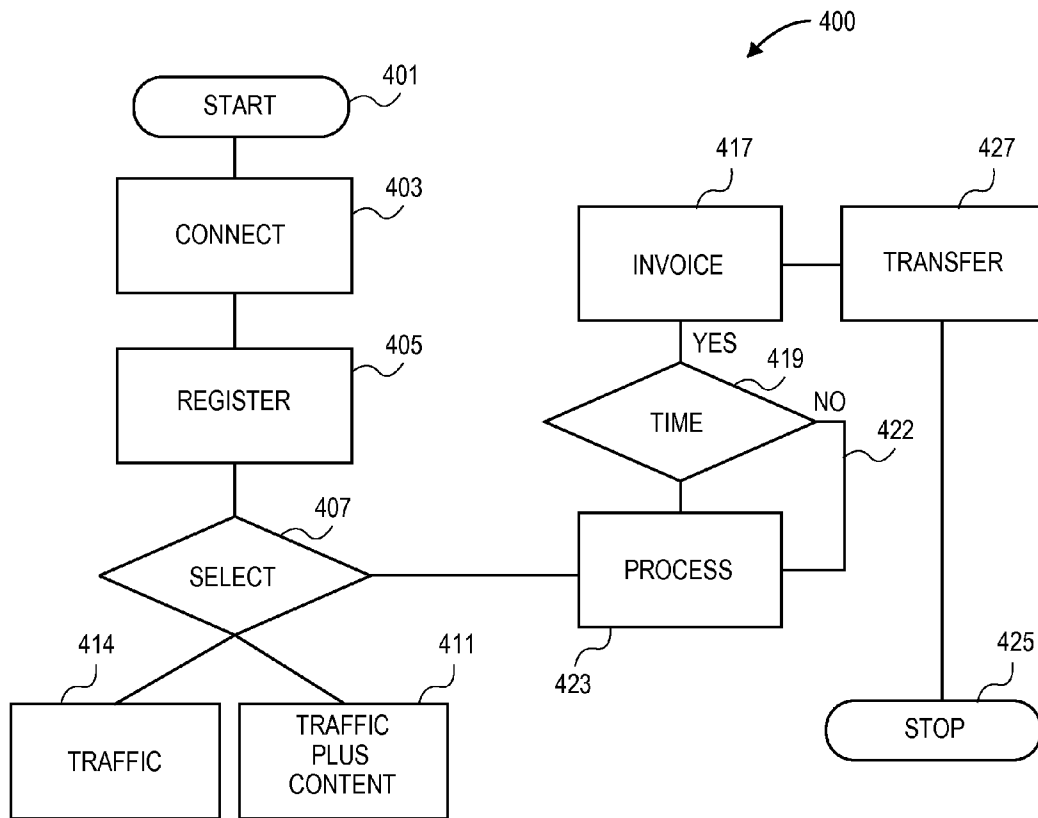 400
START
401
CONNECT
403
REGISTER
405
SELECT
407
414
TRAFFIC
411
TRAFFIC
PLUS
CONTENT
417
INVOICE
427
TRANSFER
YES
419
TIME
NO
422
PROCESS
423
425
STOP